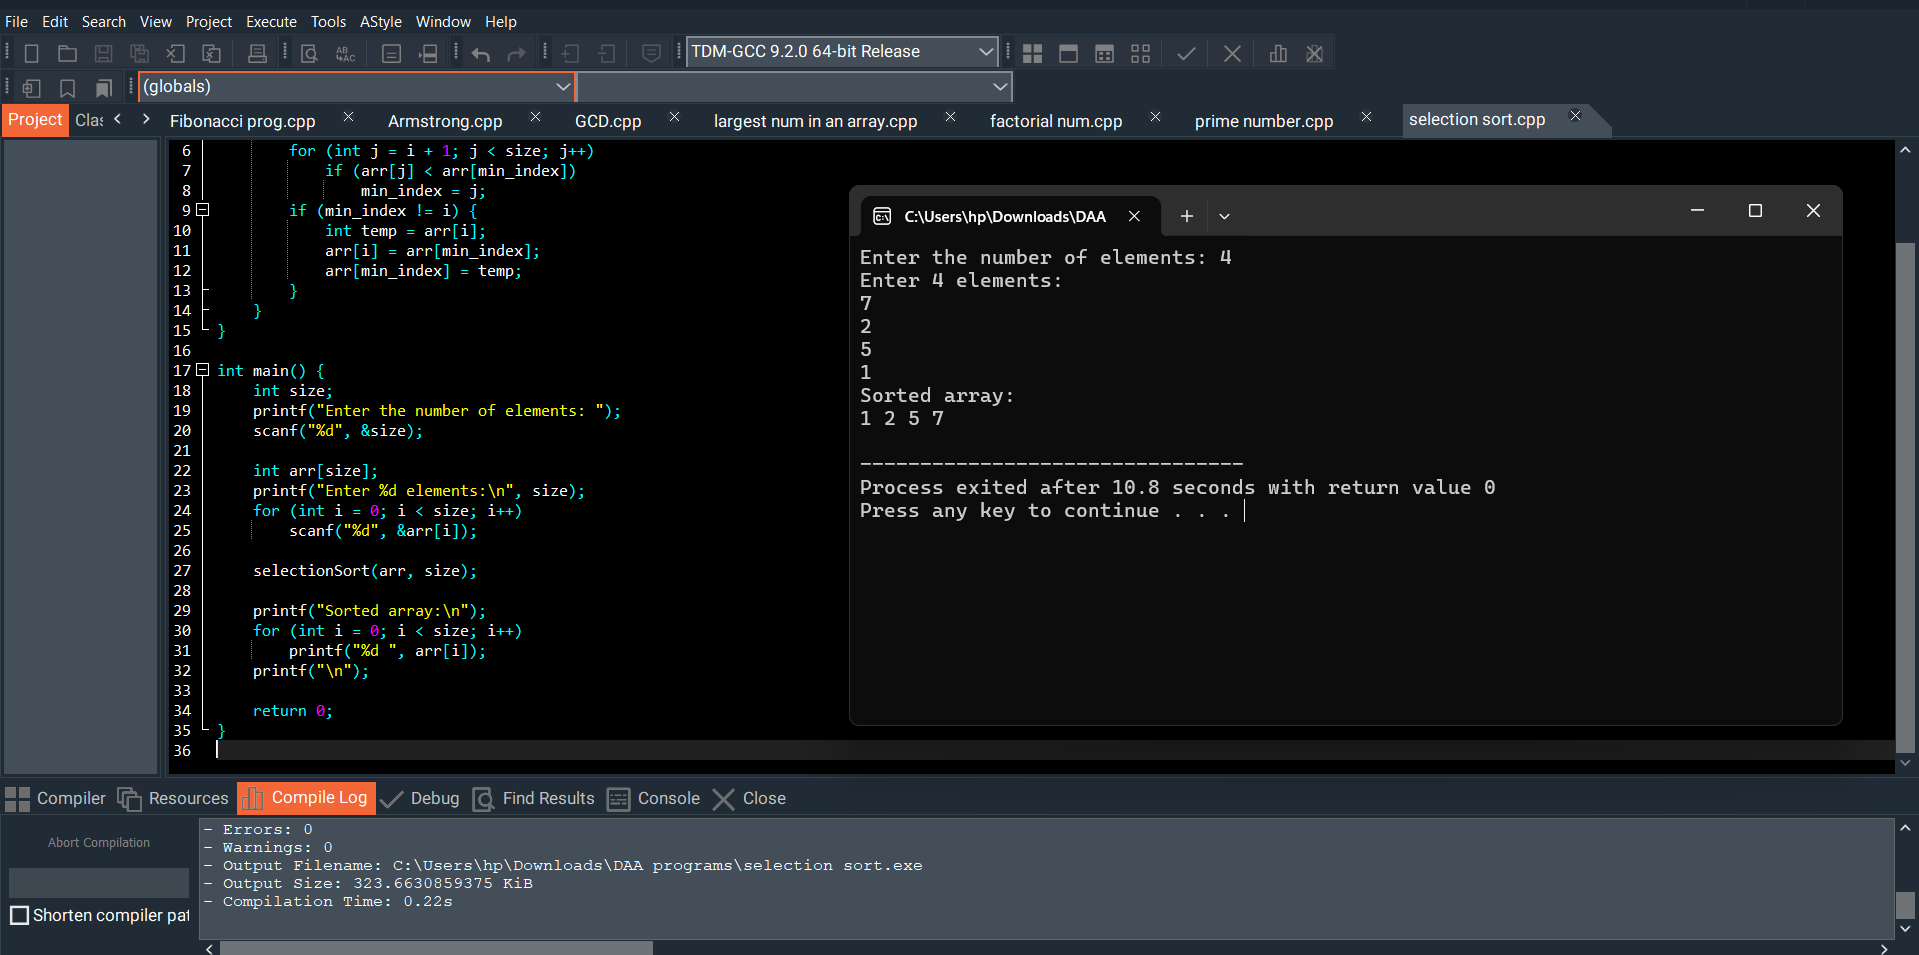 File Edit Search View Project Execute Tools AStyle Window Help
TDM-GCC 9.2.0 64-bit Release
(globals)
Project Clas
Fibonacci prog.cpp Armstrong.cpp GCD.cpp largest num in an array.cpp factorial num.cpp prime number.cpp selection sort.cpp
6 for (int j = i + 1; j < size; j++)
7 if (arr[j] < arr[min_index])
8 min_index = j;
9 if (min_index != i) {
10 int temp = arr[i];
11 arr[i] = arr[min_index];
12 arr[min_index] = temp;
13 }
14 }
15 }
16
17 int main() {
18 int size;
19 printf("Enter the number of elements: ");
20 scanf("%d", &size);
21
22 int arr[size];
23 printf("Enter %d elements:\n", size);
24 for (int i = 0; i < size; i++)
25 scanf("%d", &arr[i]);
26
27 selectionSort(arr, size);
28
29 printf("Sorted array:\n");
30 for (int i = 0; i < size; i++)
31 printf("%d ", arr[i]);
32 printf("\n");
33
34 return 0;
35 }
36
C:\Users\hp\Downloads\DAA
Enter the number of elements: 4
Enter 4 elements:
7
2
5
1
Sorted array:
1 2 5 7
--------------------------------
Process exited after 10.8 seconds with return value 0
Press any key to continue . . .
Compiler Resources Compile Log Debug Find Results Console Close
Abort Compilation
Shorten compiler pat
- Errors: 0
- Warnings: 0
- Output Filename: C:\Users\hp\Downloads\DAA programs\selection sort.exe
- Output Size: 323.6630859375 KiB
- Compilation Time: 0.22s